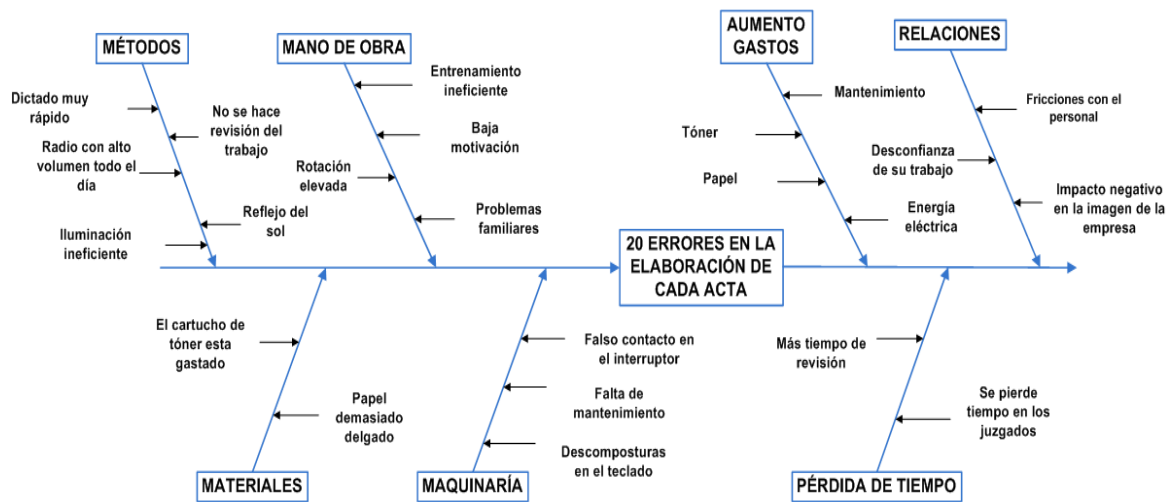 MÉTODOS
MANO DE OBRA
AUMENTO
GASTOS
RELACIONES
Dictado muy
rápido
No se hace
revisión del
trabajo
Radio con alto
volumen todo el
día
Reflejo del
sol
Iluminación
ineficiente
Entrenamiento
ineficiente
Baja
motivación
Rotación
elevada
Problemas
familiares
Mantenimiento
Tóner
Papel
Energía
eléctrica
Fricciones con el
personal
Desconfianza
de su trabajo
Impacto negativo
en la imagen de la
empresa
20 ERRORES EN LA
ELABORACIÓN DE
CADA ACTA
El cartucho de
tóner esta
gastado
Papel
demasiado
delgado
Falso contacto en
el interruptor
Falta de
mantenimiento
Descomposturas
en el teclado
Más tiempo de
revisión
Se pierde
tiempo en los
juzgados
MATERIALES
MAQUINARÍA
PÉRDIDA DE TIEMPO